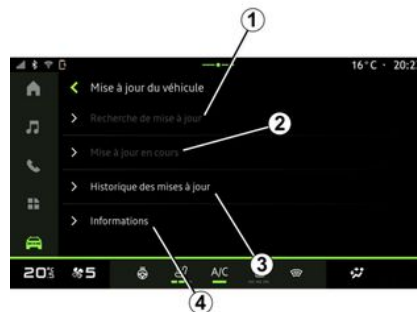 1
16°C · 20:2
Mise à jour du véhicule
Recherche de mise à jour
2
Mise à jour en cours
Historique des mises à jour
Informations
3
5
A/C
4